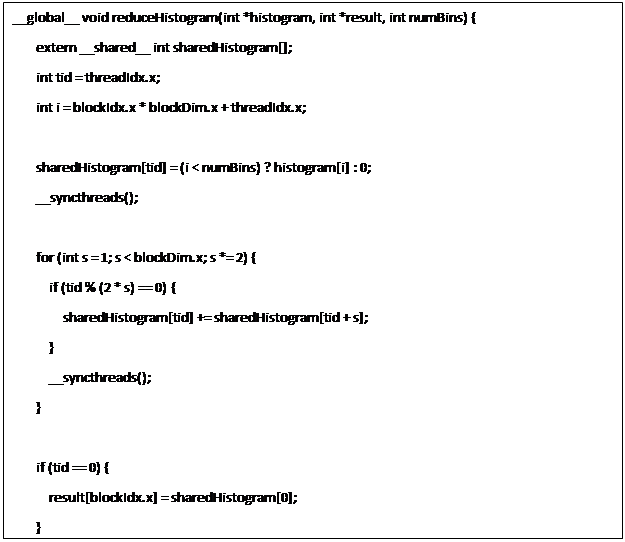 __global__ void reduceHistogram(int *histogram, int *result, int numBins) {
extern __shared__ int sharedHistogram[];
int tid = threadIdx.x;
int i = blockIdx.x * blockDim.x + threadIdx.x;
sharedHistogram[tid] = (i < numBins) ? histogram[i] : 0;
__syncthreads();
for (int s = 1; s < blockDim.x; s *= 2) {
if (tid % (2 * s) == 0) {
sharedHistogram[tid] += sharedHistogram[tid + s];
}
__syncthreads();
}
if (tid == 0) {
result[blockIdx.x] = sharedHistogram[0];
}